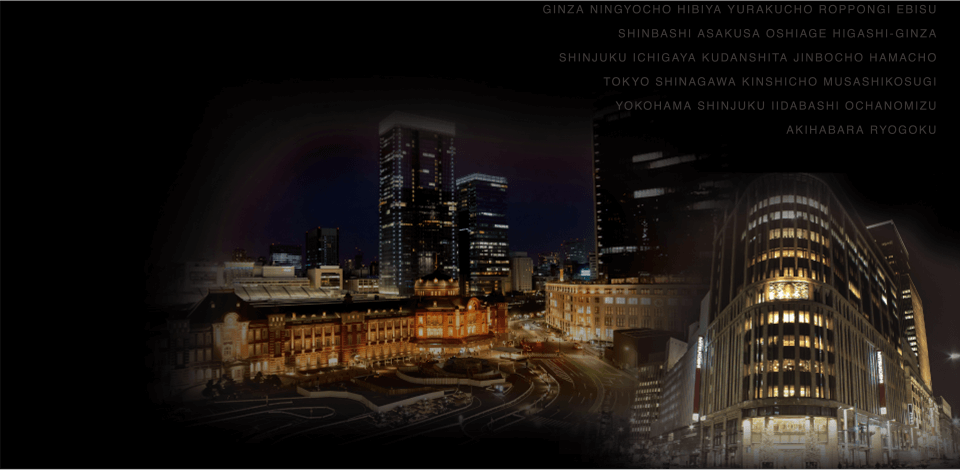 GINZA NINGYOCHO HIBIYA YURAKUCHO ROPPONGI EBISU
SHINBASHI ASAKUSA OSHIAGE HIGASHI-GINZA
SHINJUKU ICHIGAYA KUDANSHITA JINBOCHO HAMACHO
TOKYO SHINAGAWA KINSHICHO MUSASHIKOSUGI
YOKOHAMA SHINJUKU IIDABASHI OCHANOMIZU
AKIHABARA RYOGOKU